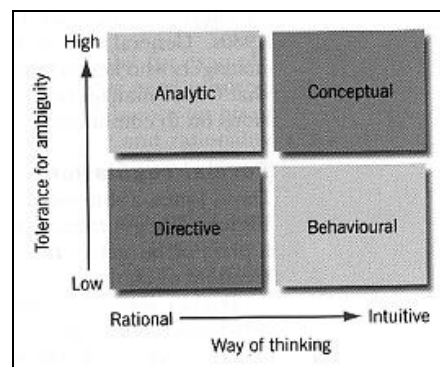 High
Analytic
Conceptual
Tolerance for ambiguity
Directive
Behavioural
Low
Rational
Intuitive
Way of thinking